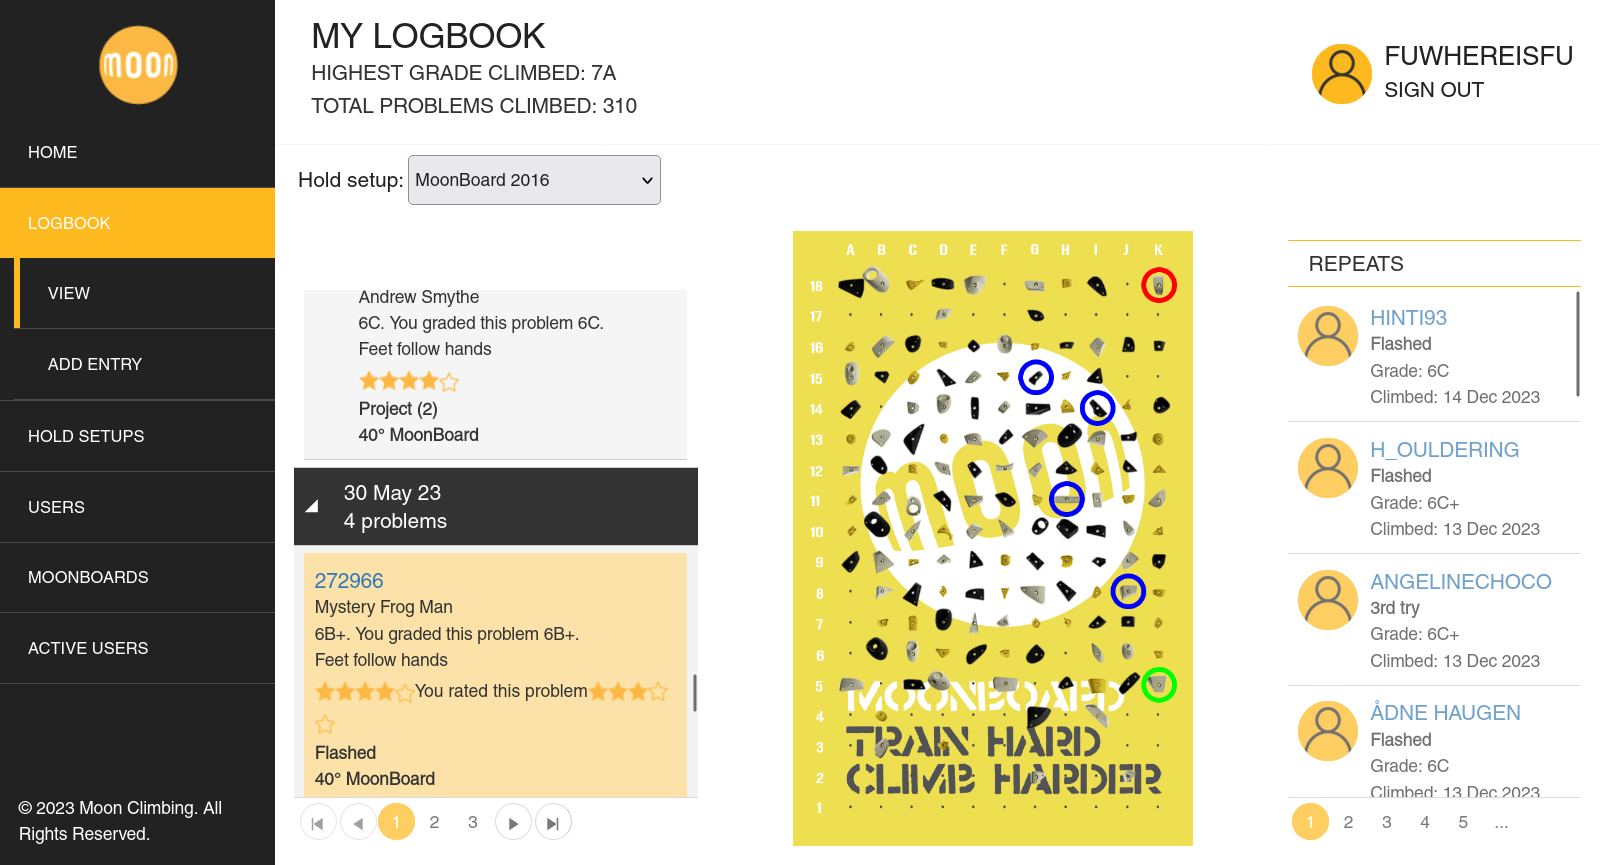 moon
HOME
LOGBOOK
VIEW
ADD ENTRY
HOLD SETUPS
USERS
MOONBOARDS
ACTIVE USERS
© 2023 Moon Climbing. All
Rights Reserved.
MY LOGBOOK
HIGHEST GRADE CLIMBED: 7A
TOTAL PROBLEMS CLIMBED: 310
FUWHEREISFU
SIGN OUT
Hold setup: MoonBoard 2016
Andrew Smythe
6C. You graded this problem 6C.
Feet follow hands
Project (2)
40° MoonBoard
30 May 23
4 problems
272966
Mystery Frog Man
6B+. You graded this problem 6B+.
Feet follow hands
You rated this problem
Flashed
40° MoonBoard
1 2 3
A B C D E F G H I J K
18
17
16
15
14
13
12
11
10
9
8
7
6
5
4
3
2
1
moon
MOONBOARD
TRAIN HARD
CLIMB HARDER
REPEATS
HINTI93
Flashed
Grade: 6C
Climbed: 14 Dec 2023
H_OULDERING
Flashed
Grade: 6C+
Climbed: 13 Dec 2023
ANGELINECHOCO
3rd try
Grade: 6C+
Climbed: 13 Dec 2023
ÅDNE HAUGEN
Flashed
Grade: 6C
Climbed: 13 Dec 2023
1 2 3 4 5 ...